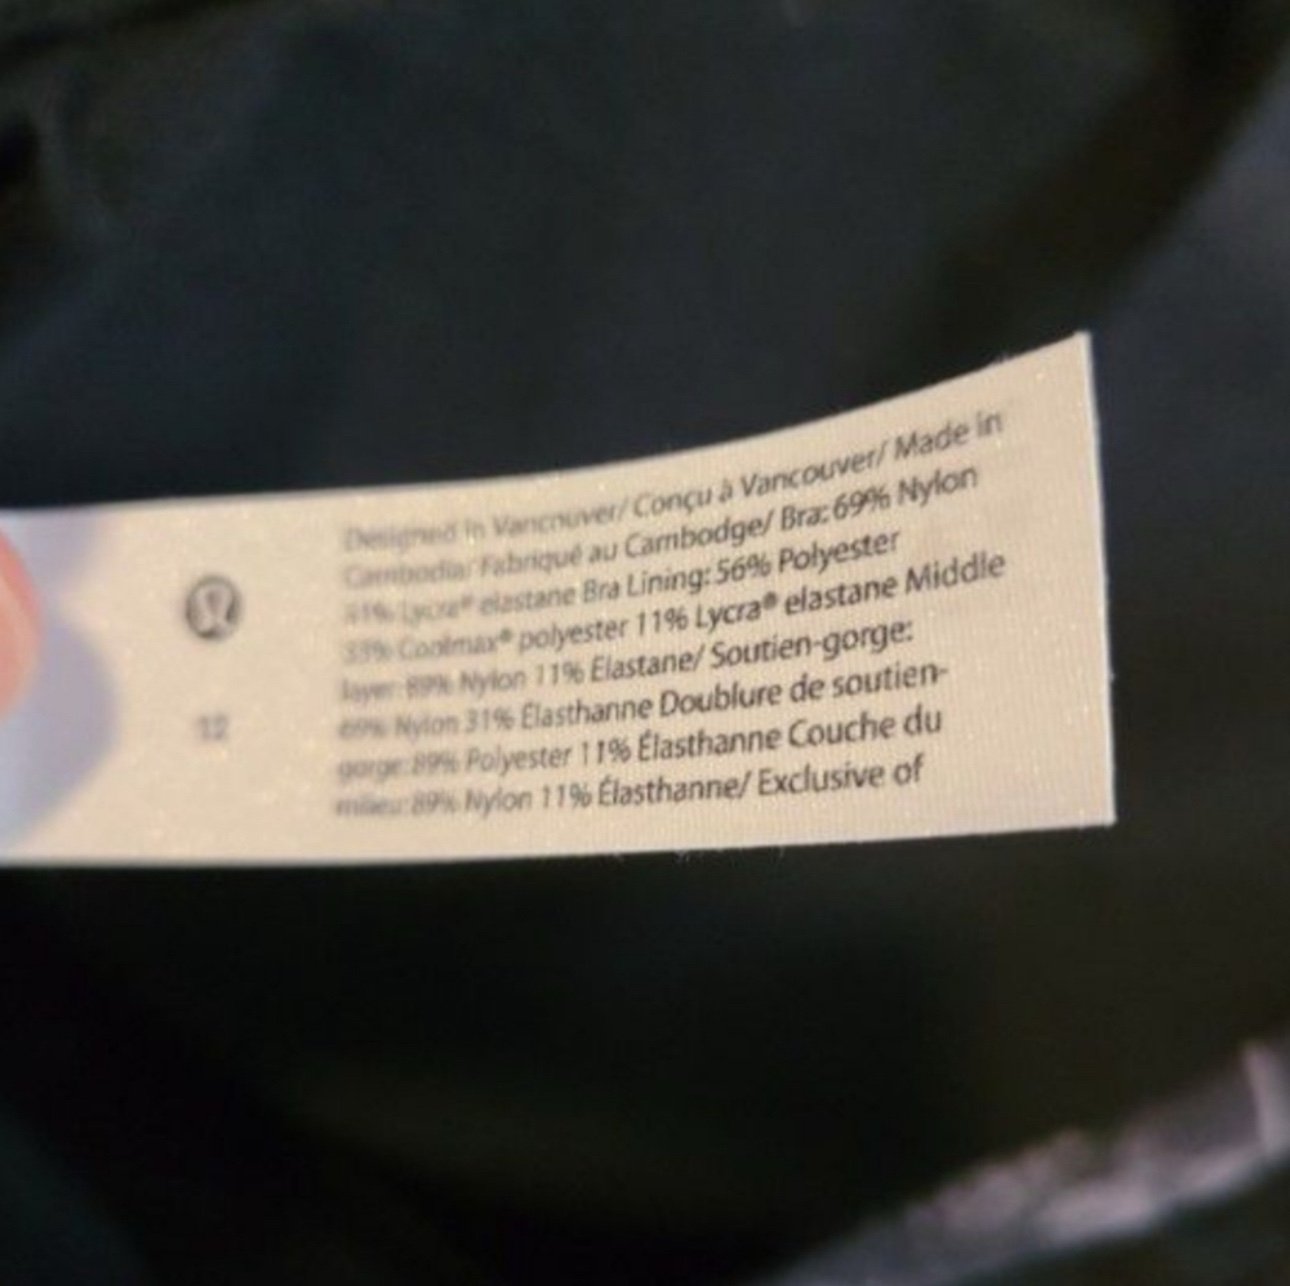 12
Designed in Vancouver/ Conçu à Vancouver/ Made in
Cambodia/ Fabriqué au Cambodge/ Bra: 69% Nylon
31% Lycra® elastane Bra Lining: 56% Polyester
33% Coolmax® polyester 11% Lycra® elastane Middle
layer: 89% Nylon 11% Elastane/ Soutien-gorge:
69% Nylon 31% Élasthanne Doublure de soutien-
gorge: 89% Polyester 11% Élasthanne Couche du
milieu: 89% Nylon 11% Élasthanne/ Exclusive of